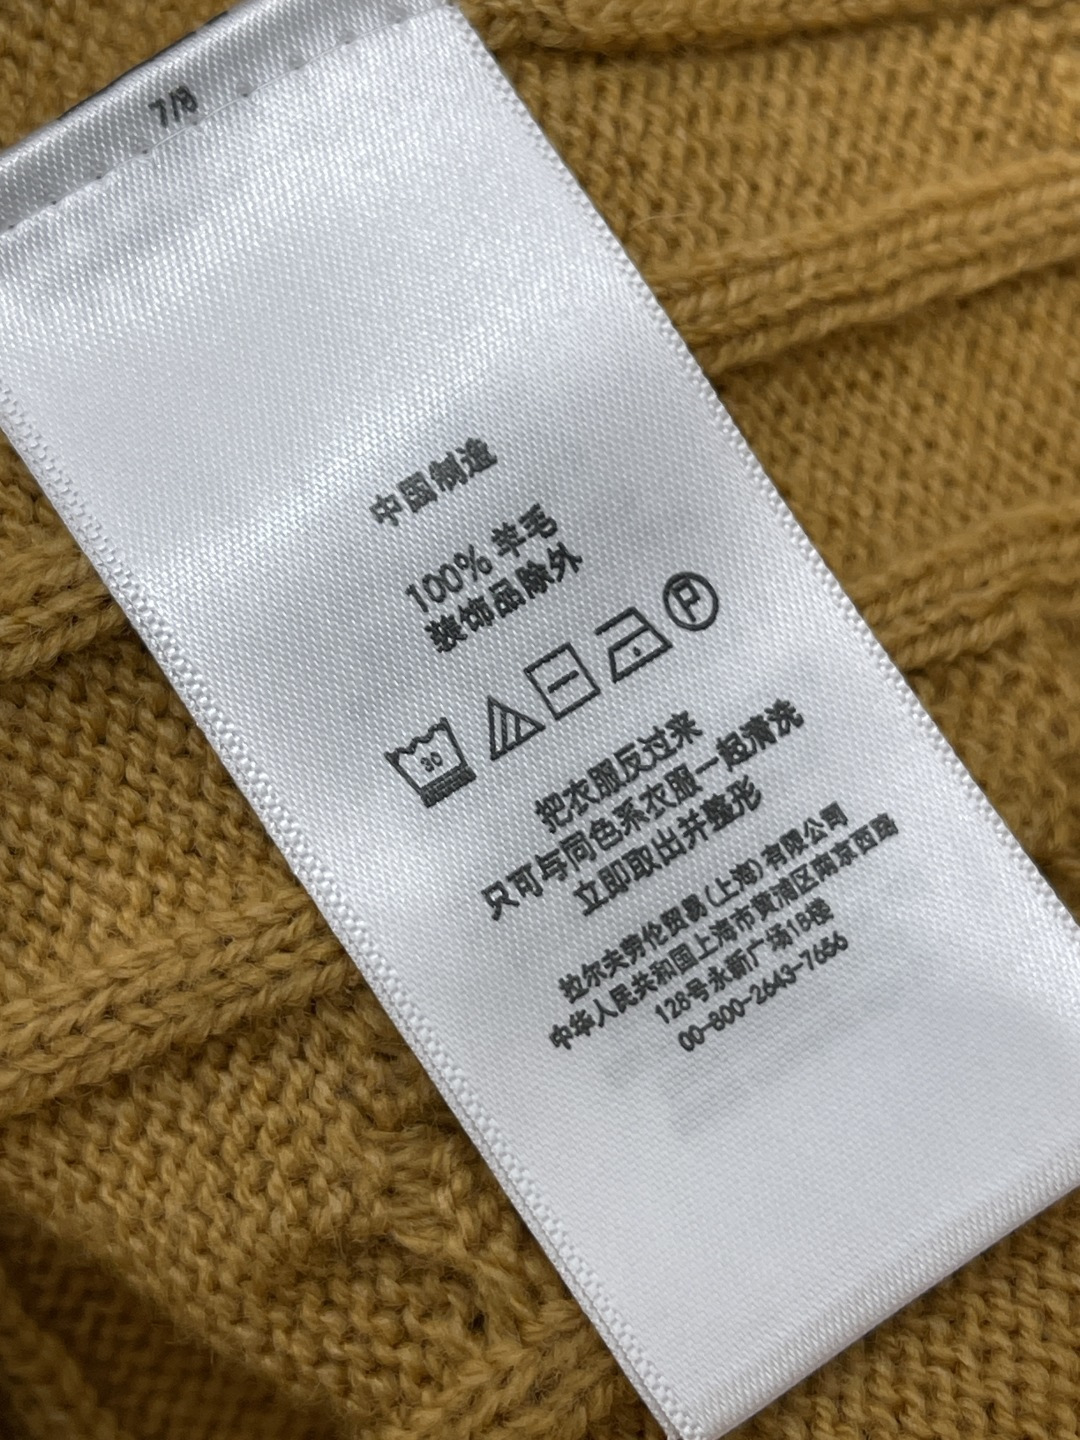 7/8
中国制造
100% 羊毛
装饰品除外
30
P
把衣服反过来
只可与同色系衣服一起清洗
立即取出并整形
拉尔夫劳伦贸易(上海)有限公司
中华人民共和国上海市黄浦区南京西路
128号永新广场18楼
00-800-2643-7656